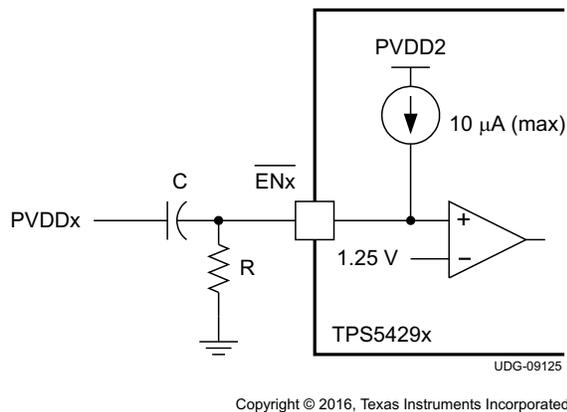 PVDD2
10 μA (max)
C
ENx
PVDDx
+
1.25 V
−
R
TPS5429x
UDG-09125
Copyright © 2016, Texas Instruments Incorporated